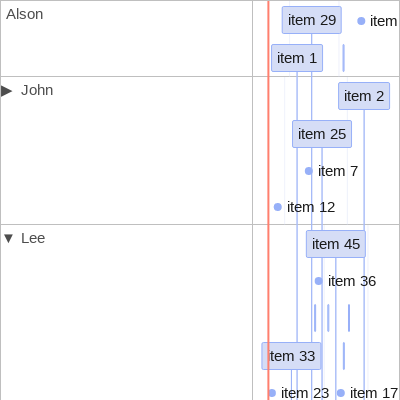 Alson
item 29
item
item 1
▶ John
item 2
item 25
item 7
item 12
▼ Lee
item 45
item 36
item 33
item 23 item 17